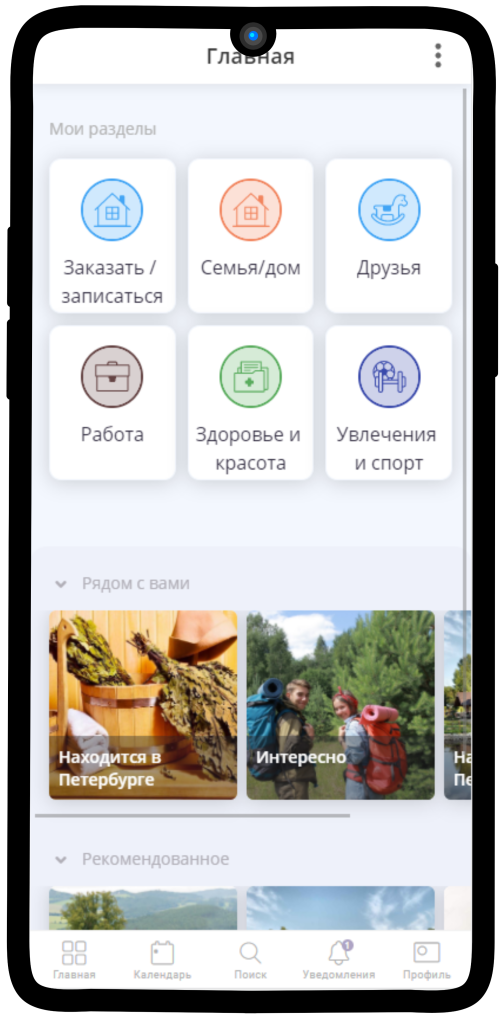 Главная
Мои разделы
Заказать /
записаться
Семья/дом
Друзья
Работа
Здоровье и
красота
Увлечения
и спорт
Рядом с вами
Находится в
Петербурге
Интересно
На
Пе
Рекомендованное
1
Главная
Календарь
Поиск
Уведомления
Профиль